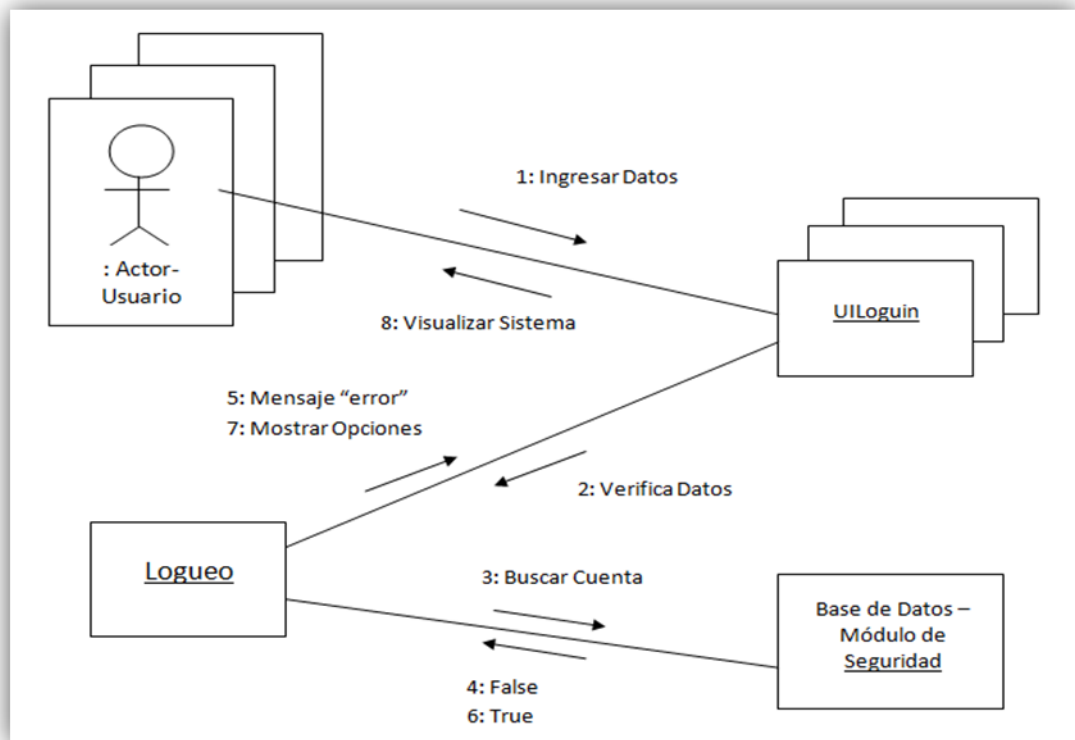 1: Ingresar Datos
: Actor-
Usuario
UILoguin
8: Visualizar Sistema
5: Mensaje “error”
7: Mostrar Opciones
2: Verifica Datos
Logueo
3: Buscar Cuenta
Base de Datos –
Módulo de
Seguridad
4: False
6: True